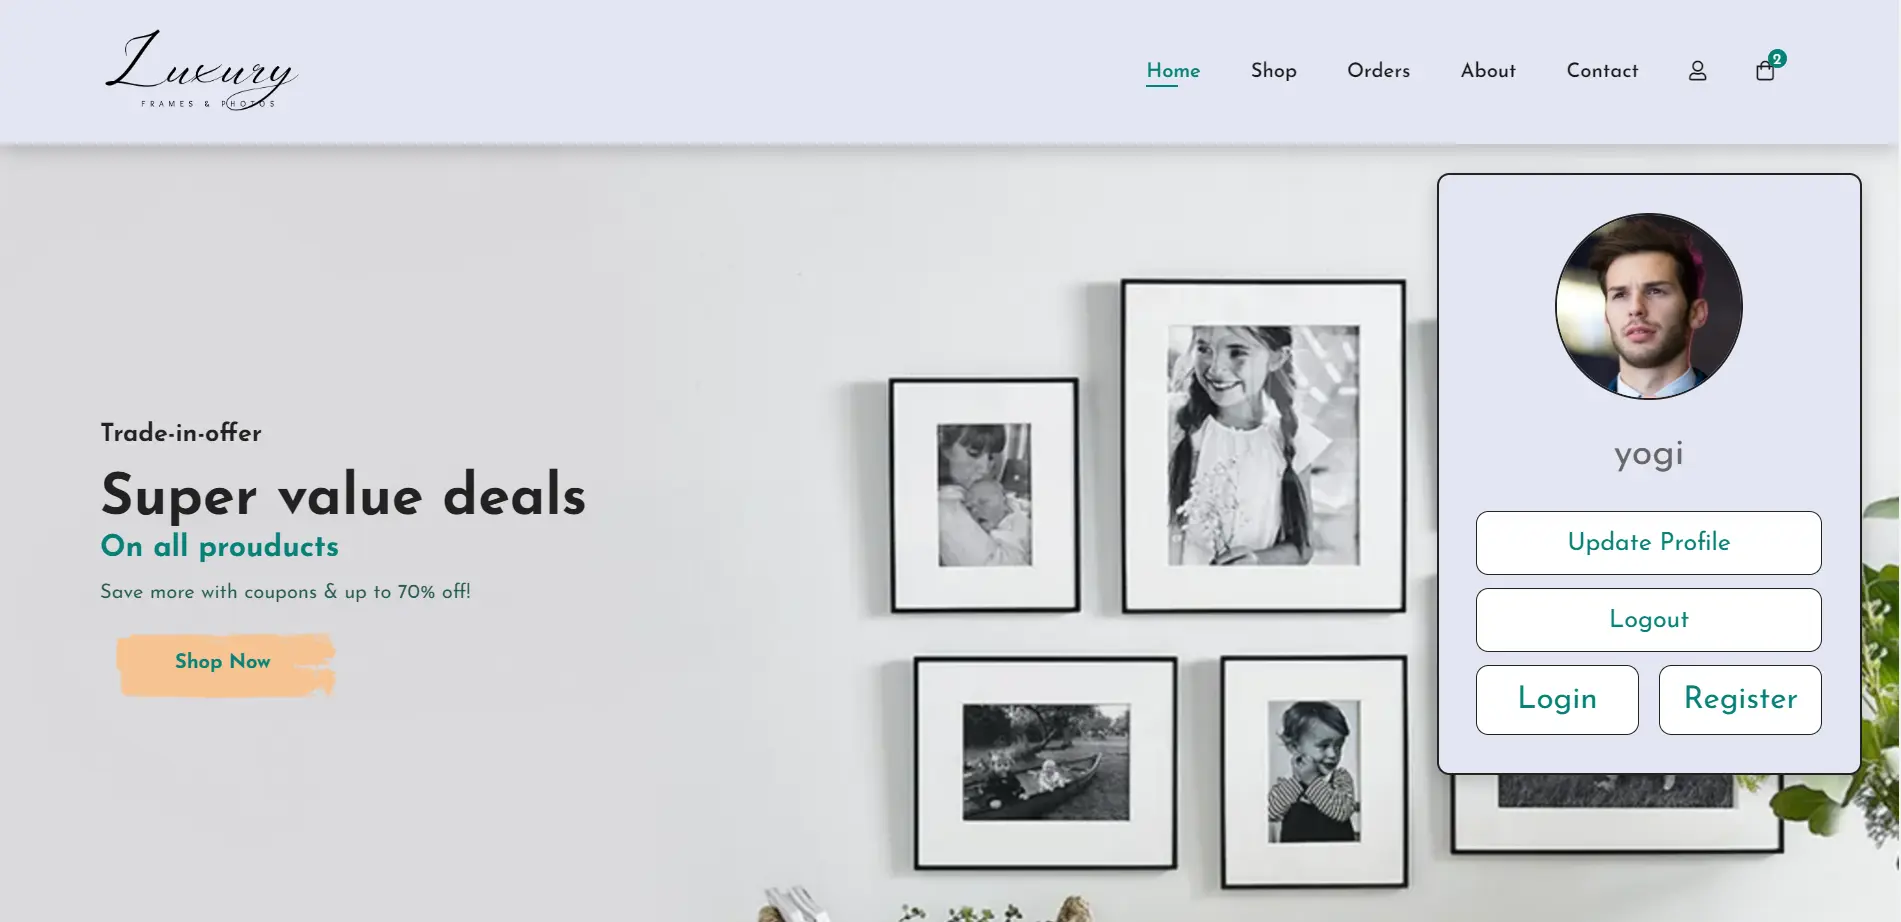 Luxury
FRAMES & PHOTOS
Home Shop Orders About Contact 2
Trade-in-offer
Super value deals
On all prouducts
Save more with coupons & up to 70% off!
Shop Now
yogi
Update Profile
Logout
Login Register